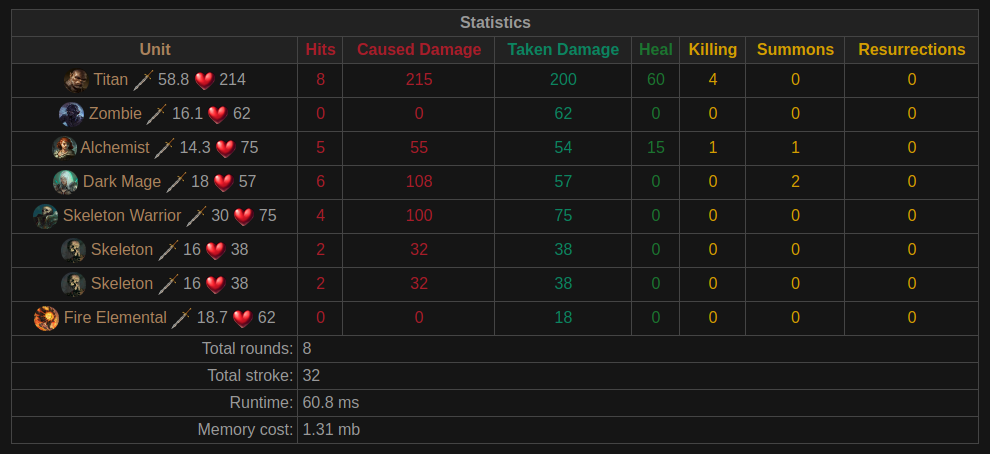 Statistics
Unit Hits Caused Damage Taken Damage Heal Killing Summons Resurrections
Titan 58.8 214 8 215 200 60 4 0 0
Zombie 16.1 62 0 0 62 0 0 0 0
Alchemist 14.3 75 5 55 54 15 1 1 0
Dark Mage 18 57 6 108 57 0 0 2 0
Skeleton Warrior 30 75 4 100 75 0 0 0 0
Skeleton 16 38 2 32 38 0 0 0 0
Skeleton 16 38 2 32 38 0 0 0 0
Fire Elemental 18.7 62 0 0 18 0 0 0 0
Total rounds: 8
Total stroke: 32
Runtime: 60.8 ms
Memory cost: 1.31 mb